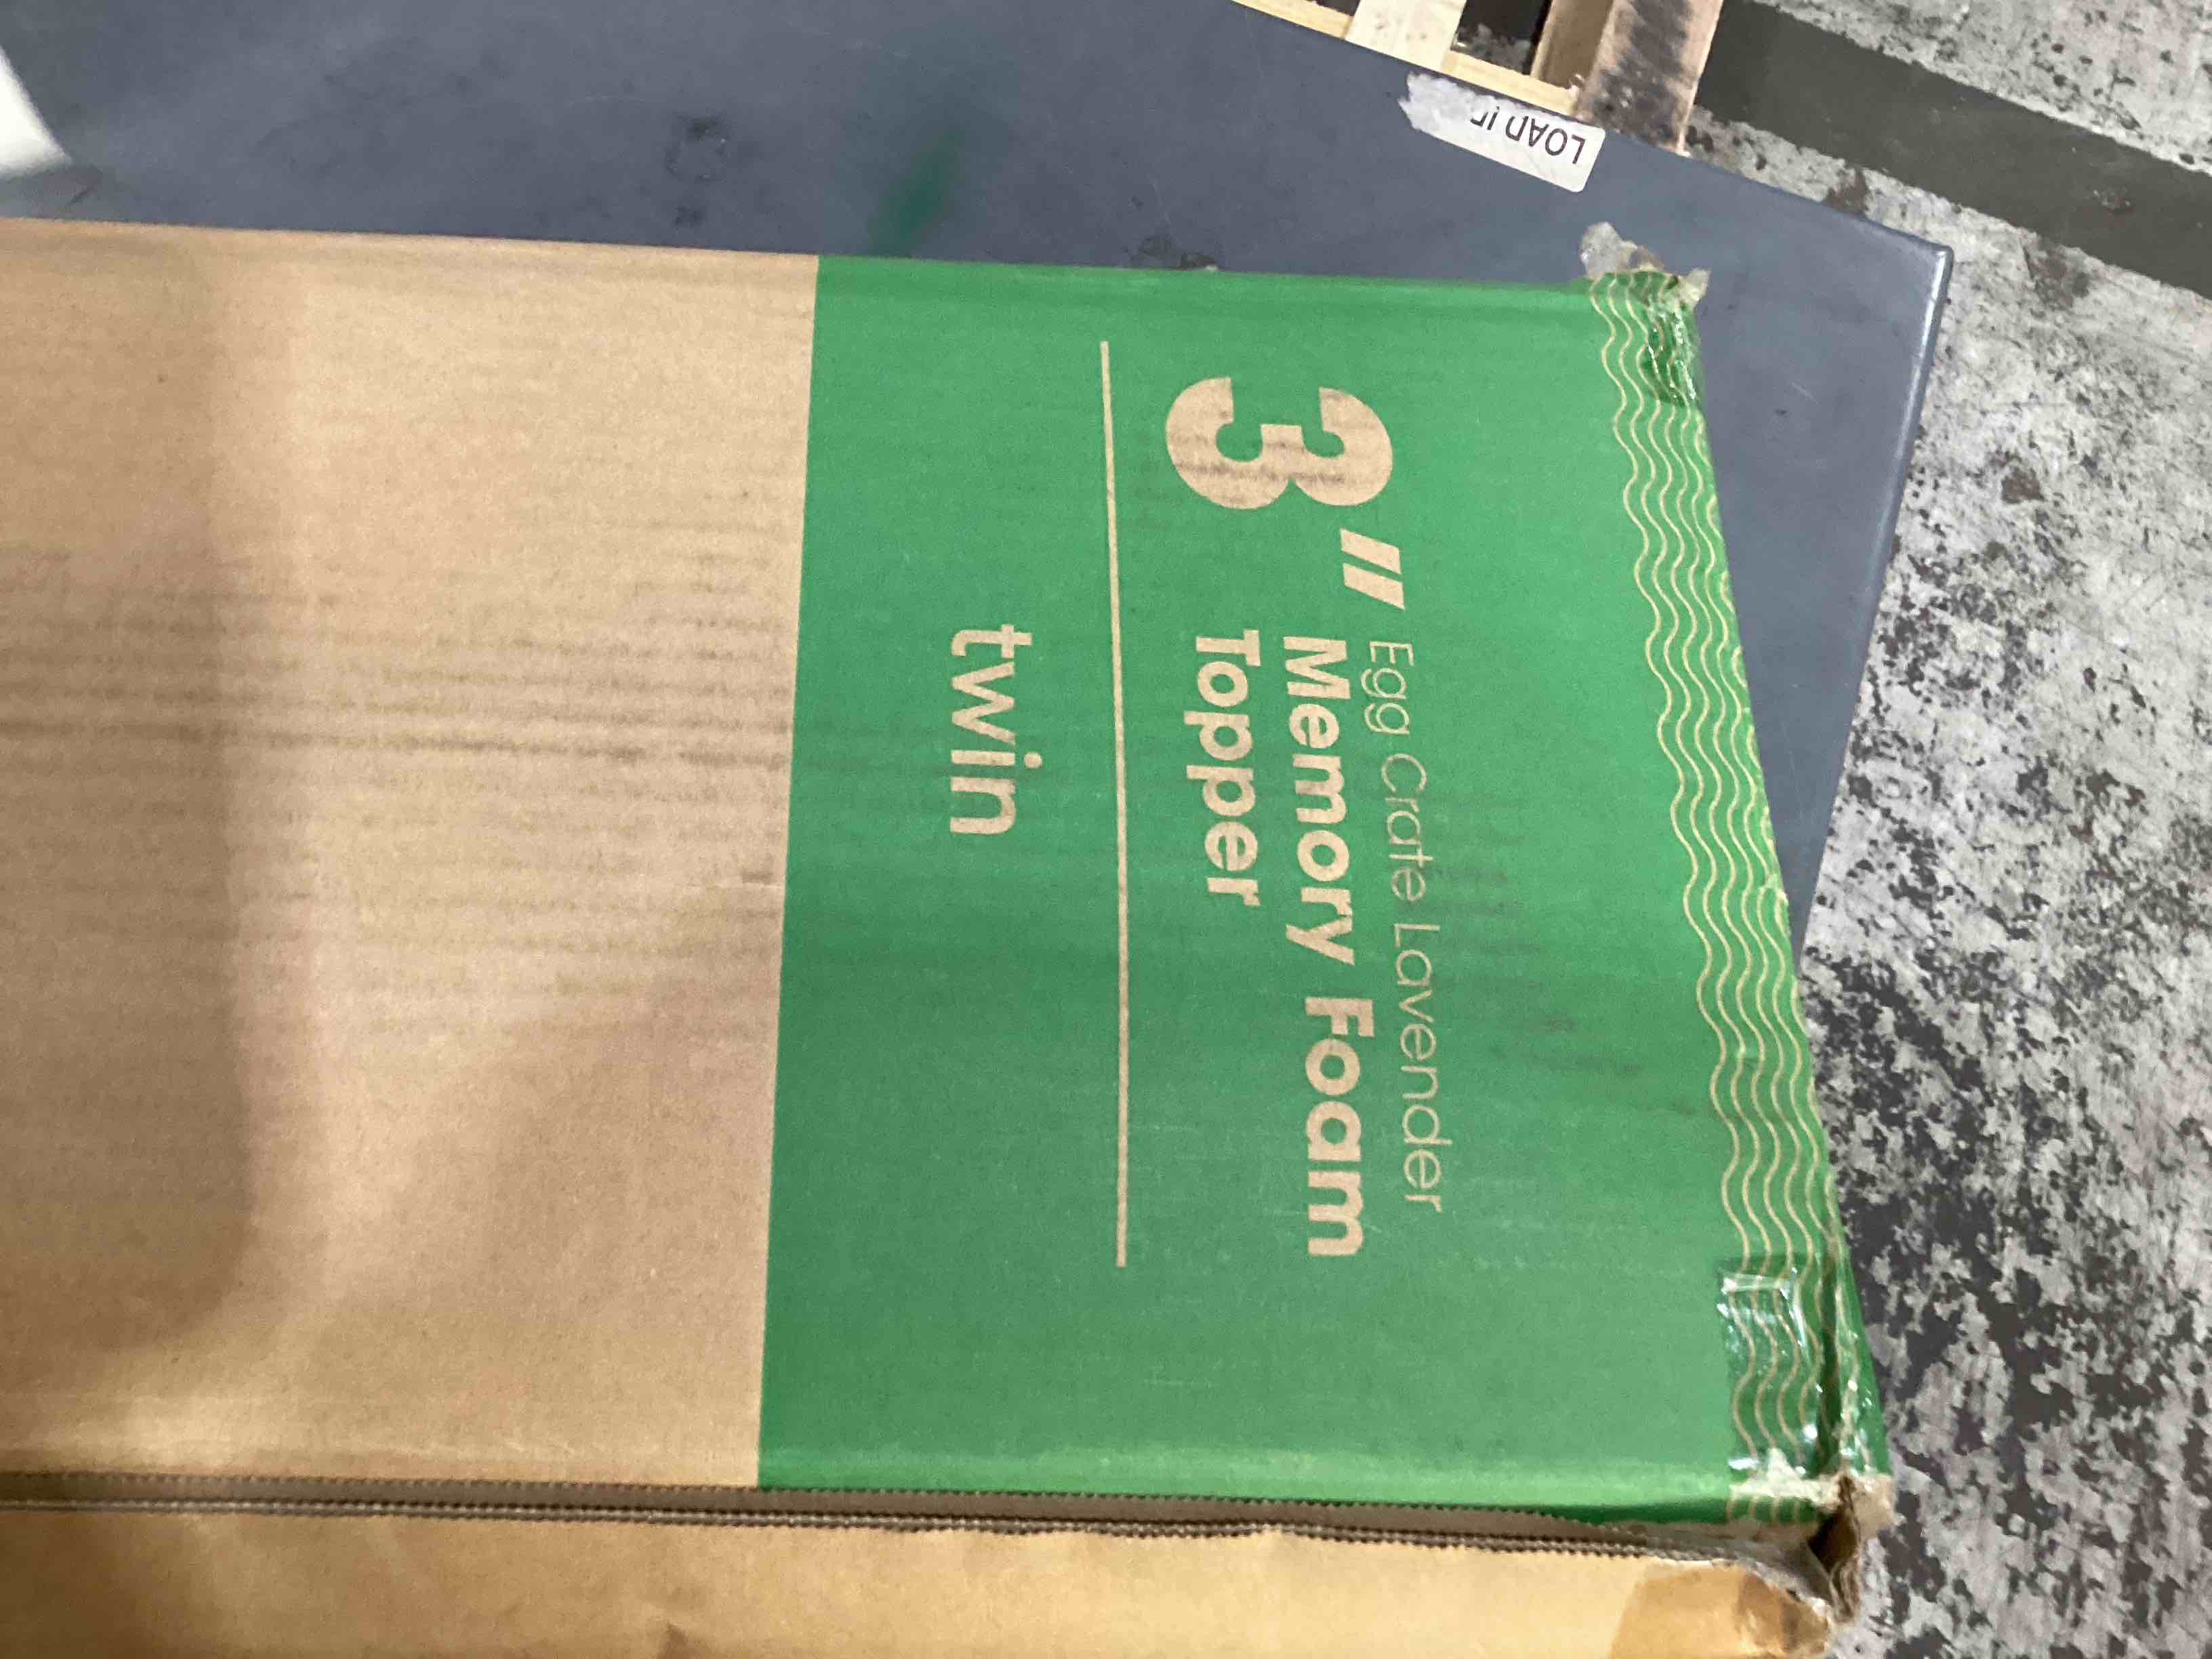 3"
Egg Crate Lavender
Memory Foam
Topper
twin
LOAD